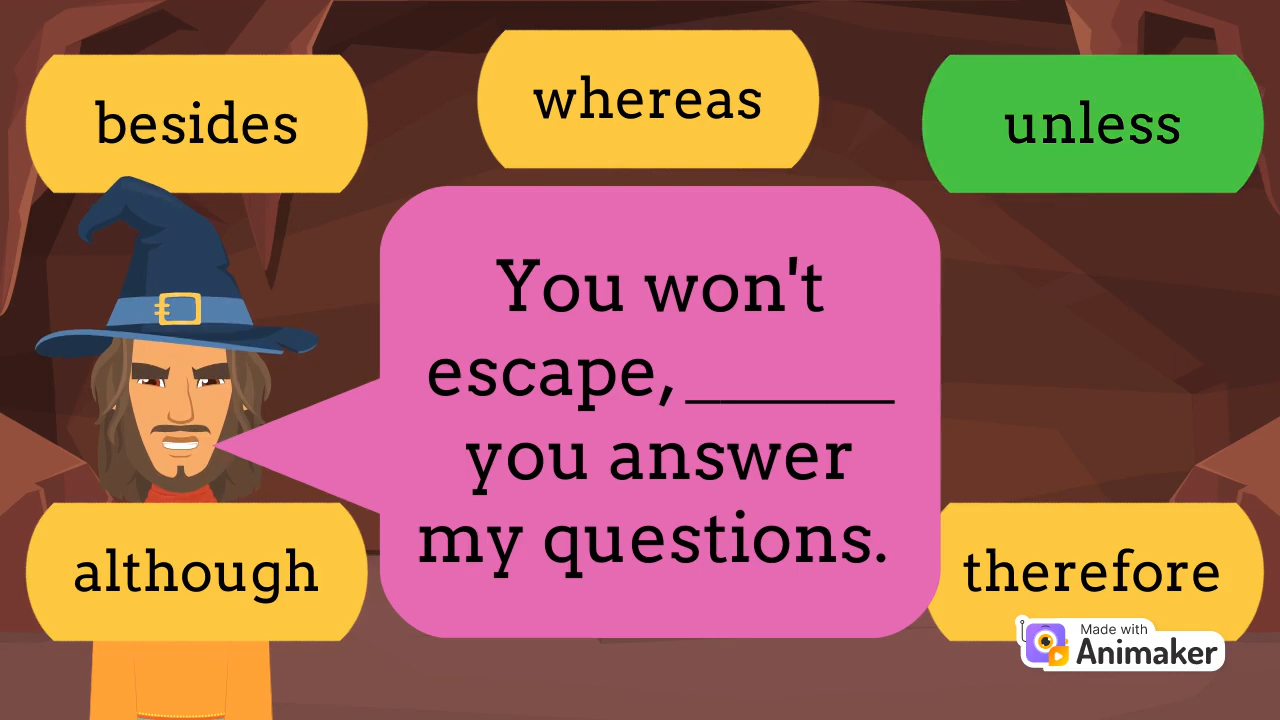 besides
whereas
unless
You won't
escape, ______
you answer
my questions.
although
therefore
Made with
Animaker